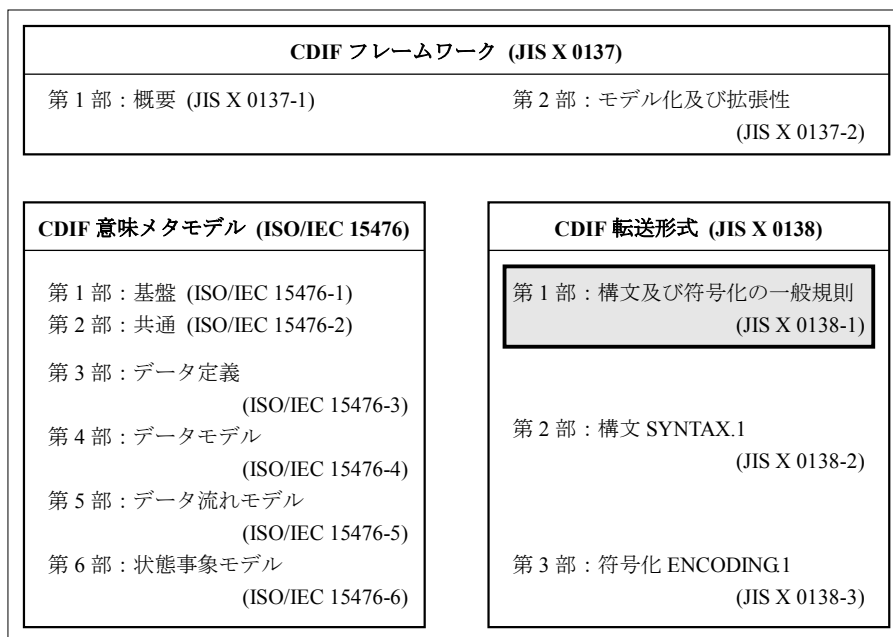 CDIF フレームワーク (JIS X 0137)
第 1 部：概要 (JIS X 0137-1)
第 2 部：モデル化及び拡張性
(JIS X 0137-2)
CDIF 意味メタモデル (ISO/IEC 15476)
第 1 部：基盤 (ISO/IEC 15476-1)
第 2 部：共通 (ISO/IEC 15476-2)
第 3 部：データ定義
(ISO/IEC 15476-3)
第 4 部：データモデル
(ISO/IEC 15476-4)
第 5 部：データ流れモデル
(ISO/IEC 15476-5)
第 6 部：状態事象モデル
(ISO/IEC 15476-6)
CDIF 転送形式 (JIS X 0138)
第 1 部：構文及び符号化の一般規則
(JIS X 0138-1)
第 2 部：構文 SYNTAX.1
(JIS X 0138-2)
第 3 部：符号化 ENCODING.1
(JIS X 0138-3)